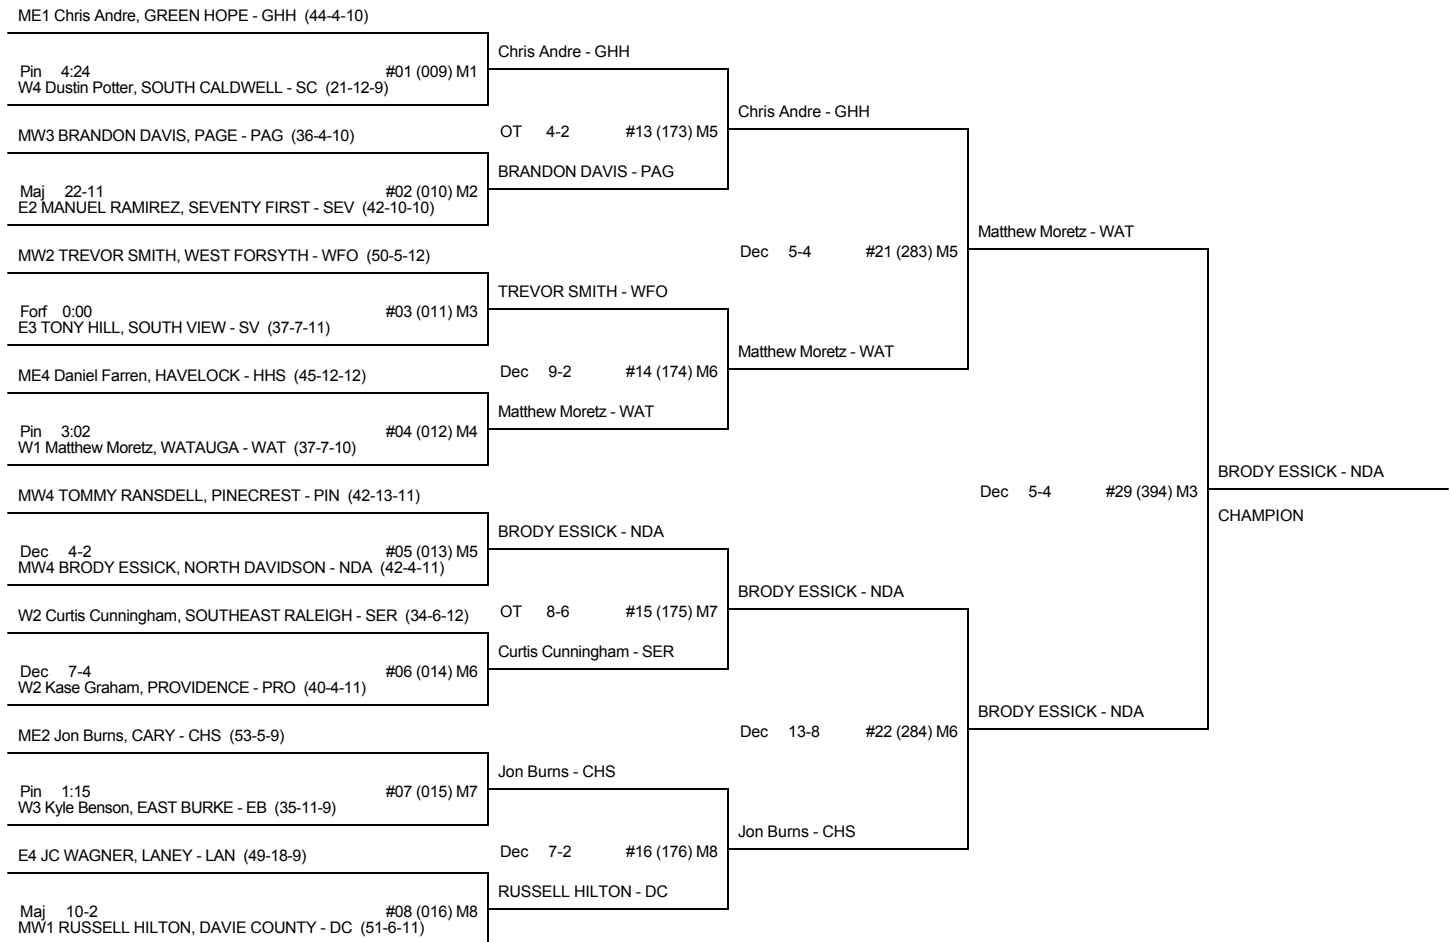 ME1 Chris Andre, GREEN HOPE - GHH (44-4-10)
Pin 4:24 #01 (009) M1
W4 Dustin Potter, SOUTH CALDWELL - SC (21-12-9)
MW3 BRANDON DAVIS, PAGE - PAG (36-4-10)
Maj 22-11 #02 (010) M2
E2 MANUEL RAMIREZ, SEVENTY FIRST - SEV (42-10-10)
MW2 TREVOR SMITH, WEST FORSYTH - WFO (50-5-12)
Forf 0:00 #03 (011) M3
E3 TONY HILL, SOUTH VIEW - SV (37-7-11)
ME4 Daniel Farren, HAVELOCK - HHS (45-12-12)
Pin 3:02 #04 (012) M4
W1 Matthew Moretz, WATAUGA - WAT (37-7-10)
MW4 TOMMY RANSDELL, PINECREST - PIN (42-13-11)
Dec 4-2 #05 (013) M5
MW4 BRODY ESSICK, NORTH DAVIDSON - NDA (42-4-11)
W2 Curtis Cunningham, SOUTHEAST RALEIGH - SER (34-6-12)
Dec 7-4 #06 (014) M6
W2 Kase Graham, PROVIDENCE - PRO (40-4-11)
ME2 Jon Burns, CARY - CHS (53-5-9)
Pin 1:15 #07 (015) M7
W3 Kyle Benson, EAST BURKE - EB (35-11-9)
E4 JC WAGNER, LANEY - LAN (49-18-9)
Maj 10-2 #08 (016) M8
MW1 RUSSELL HILTON, DAVIE COUNTY - DC (51-6-11)
Chris Andre - GHH
OT 4-2 #13 (173) M5
BRANDON DAVIS - PAG
TREVOR SMITH - WFO
Dec 9-2 #14 (174) M6
Matthew Moretz - WAT
BRODY ESSICK - NDA
OT 8-6 #15 (175) M7
Curtis Cunningham - SER
Jon Burns - CHS
Dec 7-2 #16 (176) M8
RUSSELL HILTON - DC
Chris Andre - GHH
Dec 5-4 #21 (283) M5
Matthew Moretz - WAT
BRODY ESSICK - NDA
Dec 13-8 #22 (284) M6
Jon Burns - CHS
Matthew Moretz - WAT
Dec 5-4 #29 (394) M3
BRODY ESSICK - NDA
BRODY ESSICK - NDA
CHAMPION